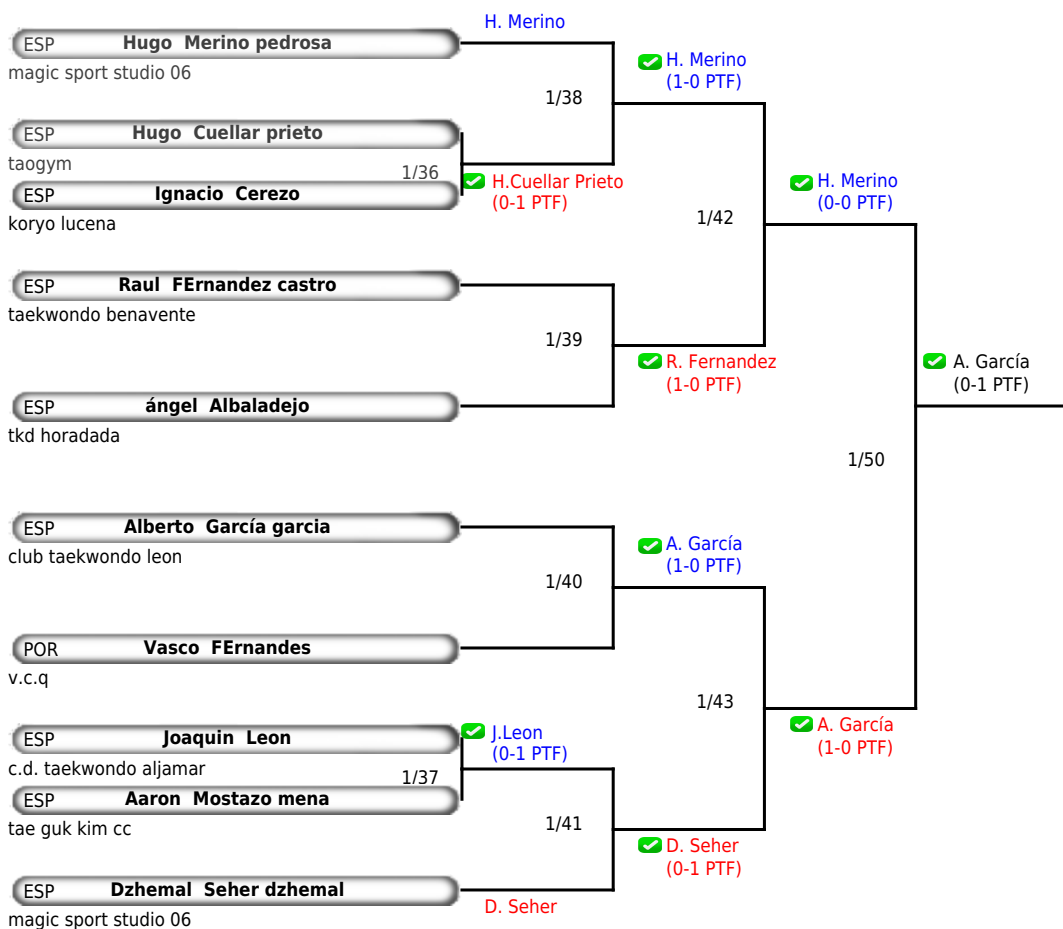 H. Merino
ESP Hugo Merino pedrosa
magic sport studio 06
H. Merino
(1-0 PTF)
1/38
ESP Hugo Cuellar prieto
taogym
1/36
H.Cuellar Prieto
(0-1 PTF)
ESP Ignacio Cerezo
koryo lucena
H. Merino
(0-0 PTF)
1/42
ESP Raul FErnandez castro
taekwondo benavente
1/39
R. Fernandez
(1-0 PTF)
A. García
(0-1 PTF)
ESP ángel Albaladejo
tkd horadada
1/50
ESP Alberto García garcia
club taekwondo leon
A. García
(1-0 PTF)
1/40
POR Vasco FErnandes
v.c.q
1/43
A. García
(1-0 PTF)
ESP Joaquin Leon
c.d. taekwondo aljamar
J.Leon
(0-1 PTF)
1/37
ESP Aaron Mostazo mena
tae guk kim cc
1/41
D. Seher
(0-1 PTF)
ESP Dzhemal Seher dzhemal
magic sport studio 06
D. Seher